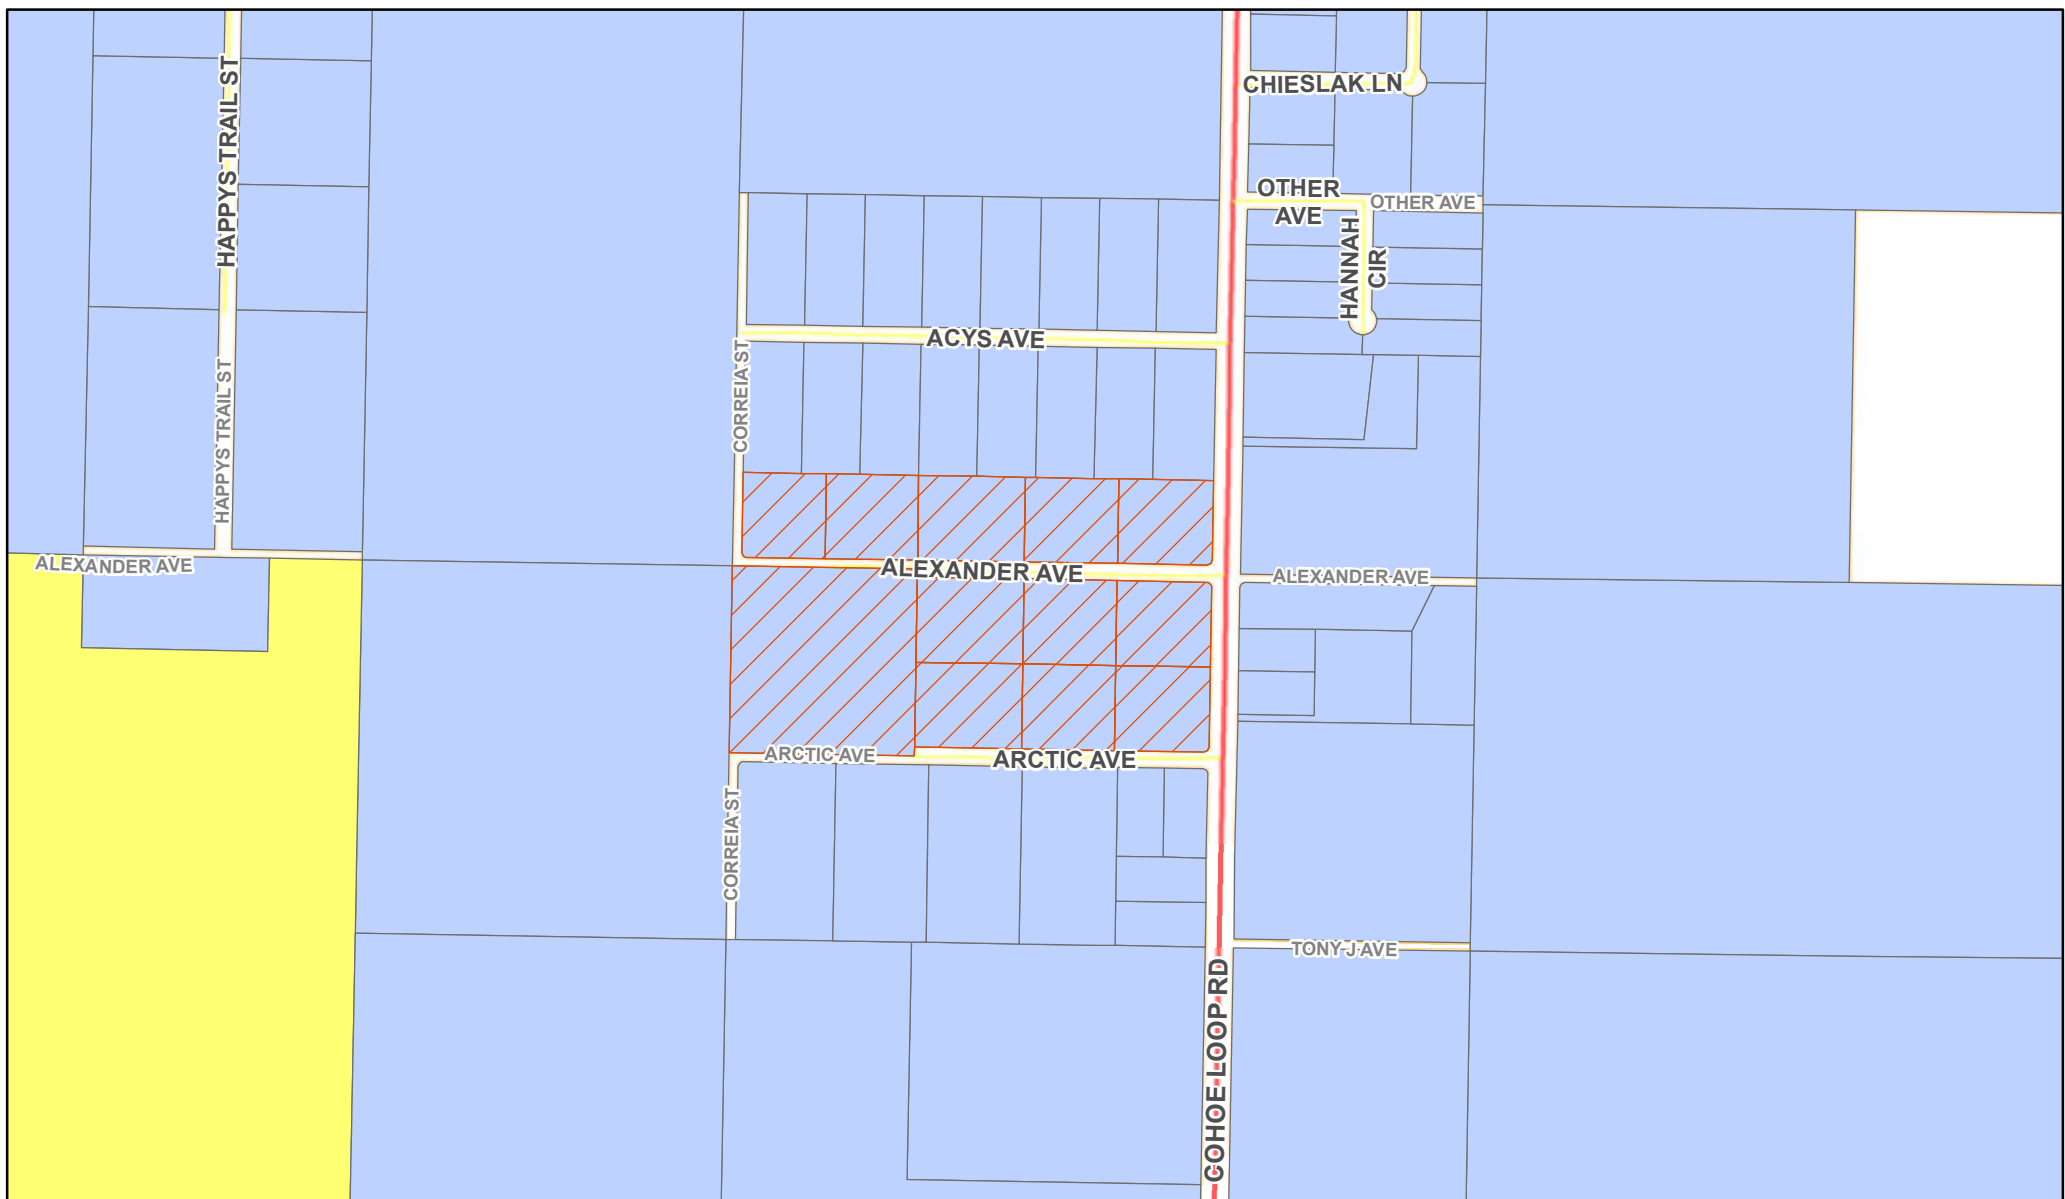 HAPPYS TRAIL ST
CHIESLAK LN
OTHER
AVE
OTHER AVE
HANNAH
CIR
ACYS AVE
CORREIA ST
HAPPYS TRAIL ST
ALEXANDER AVE
ALEXANDER AVE
ALEXANDER AVE
ARCTIC AVE
ARCTIC AVE
CORREIA ST
TONY J AVE
COHOE LOOP RD